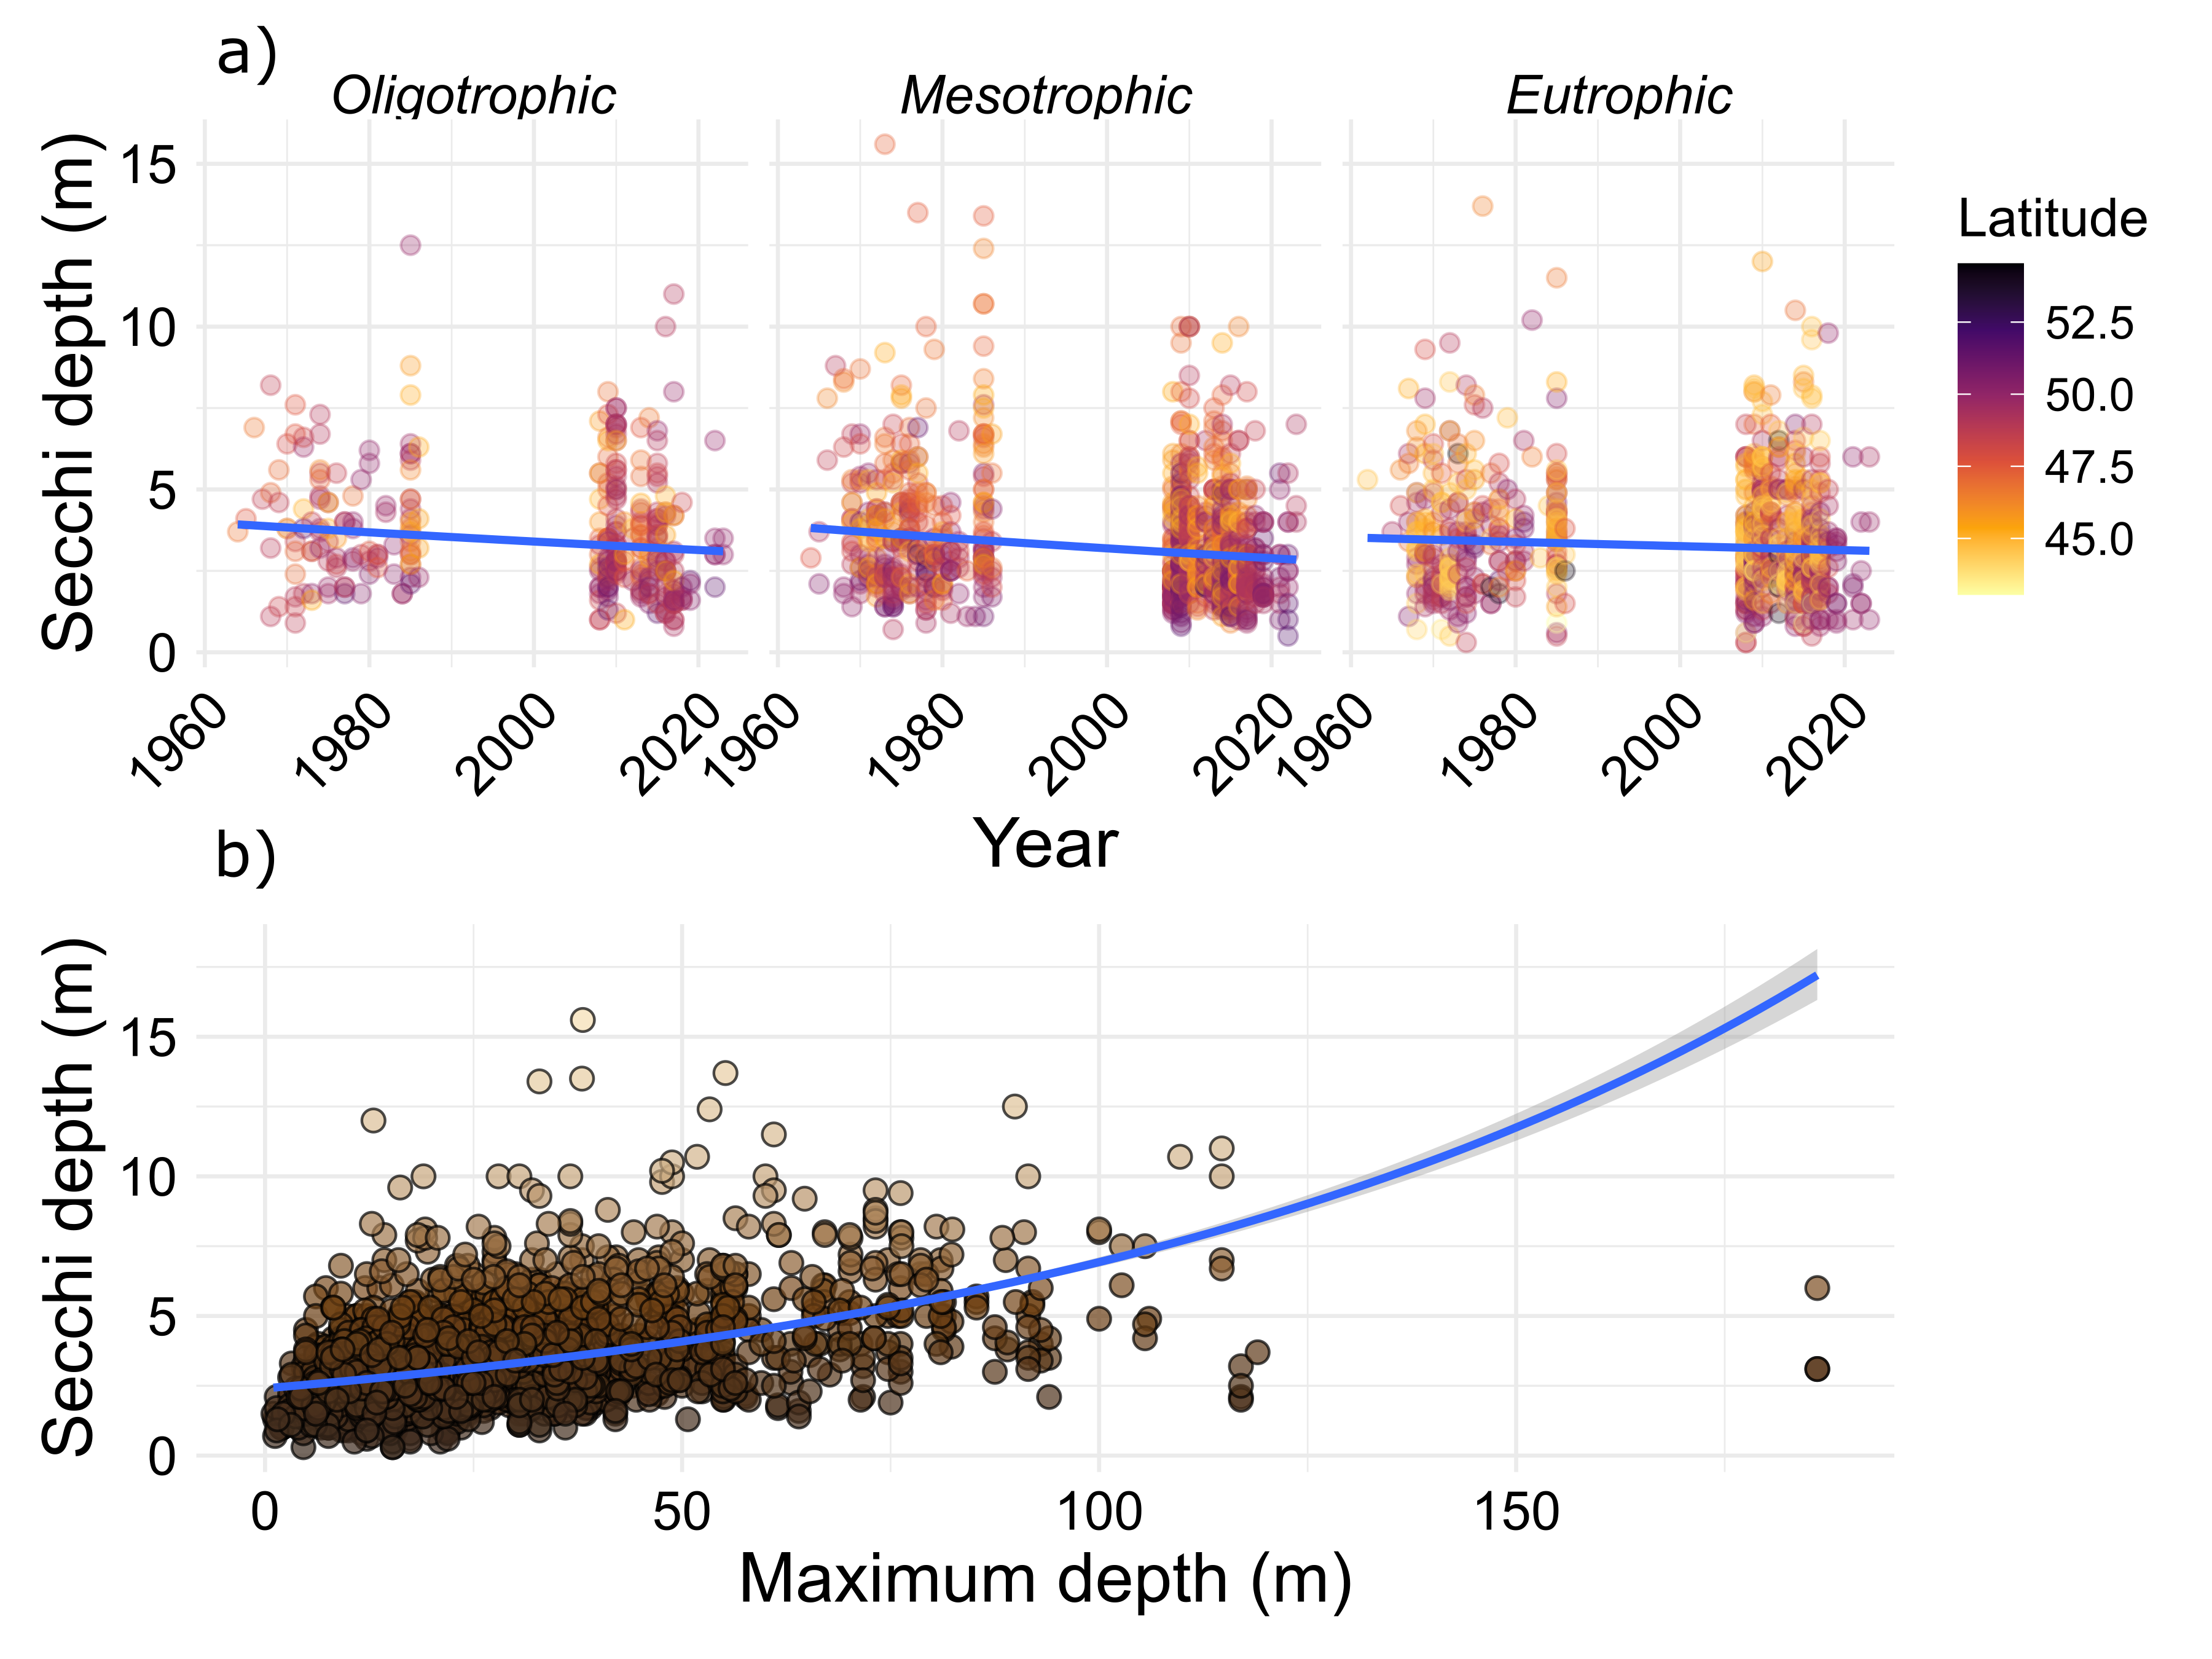 a)
Oligotrophic
Mesotrophic
Eutrophic
Secchi depth (m)
15
10
5
0
1960
1980
2000
2020
1960
1980
2000
2020
1960
1980
2000
2020
Year
Latitude
52.5
50.0
47.5
45.0
b)
Secchi depth (m)
15
10
5
0
0
50
100
150
Maximum depth (m)